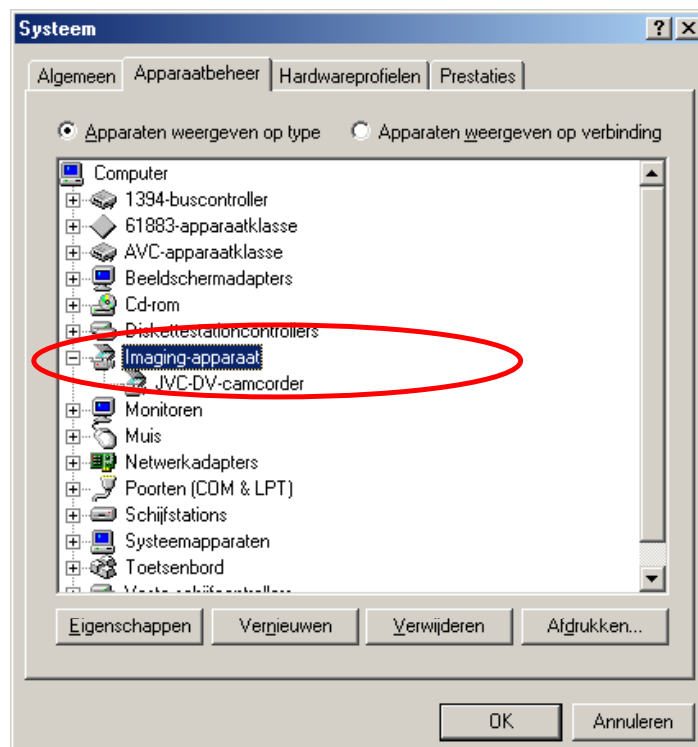 Systeem
Algemeen Apparaatbeheer Hardwareprofielen Prestaties
Apparaten weergeven op type Apparaten weergeven op verbinding
Computer
1394-buscontroller
61883-apparaatklasse
AVC-apparaatklasse
Beeldschermadapters
Cd-rom
Diskettestationcontrollers
Imaging-apparaat
JVC-DV-camcorder
Monitoren
Muis
Netwerkadapters
Poorten (COM & LPT)
Schijfstations
Systeemapparaten
Toetsenbord
Eigenschappen Vernieuwen Verwijderen Afdrukken...
OK Annuleren